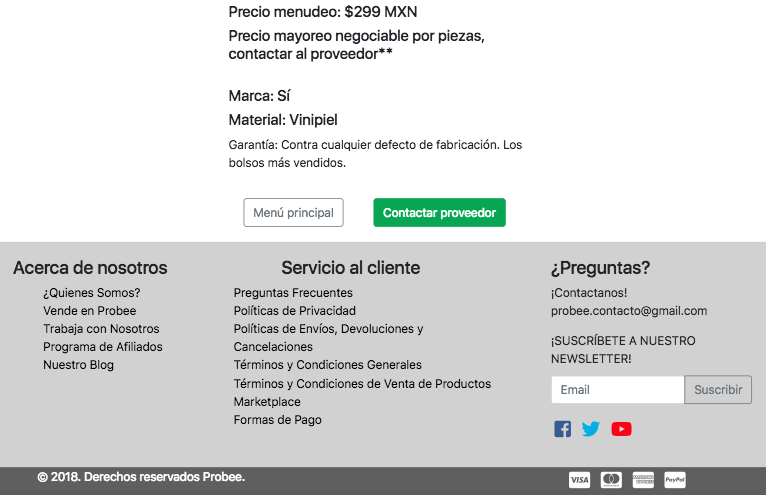 Precio menudeo: $299 MXN
Precio mayoreo negociable por piezas,
contactar al proveedor**
Marca: Sí
Material: Vinipiel
Garantía: Contra cualquier defecto de fabricación. Los
bolsos más vendidos.
Menú principal
Contactar proveedor
Acerca de nosotros
¿Quienes Somos?
Vende en Probee
Trabaja con Nosotros
Programa de Afiliados
Nuestro Blog
Servicio al cliente
Preguntas Frecuentes
Políticas de Privacidad
Políticas de Envíos, Devoluciones y
Cancelaciones
Términos y Condiciones Generales
Términos y Condiciones de Venta de Productos
Marketplace
Formas de Pago
¿Preguntas?
¡Contactanos!
probee.contacto@gmail.com
¡SUSCRÍBETE A NUESTRO
NEWSLETTER!
Email
Suscribir
© 2018. Derechos reservados Probee.
VISA
PayPal